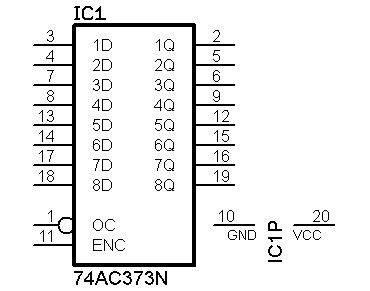 IC1
3 1D 1Q 2
4 2D 2Q 5
7 3D 3Q 6
8 4D 4Q 9
13 5D 5Q 12
14 6D 6Q 15
17 7D 7Q 16
18 8D 8Q 19
1 OC
11 ENC
74AC373N
10 GND
IC1P
20 VCC